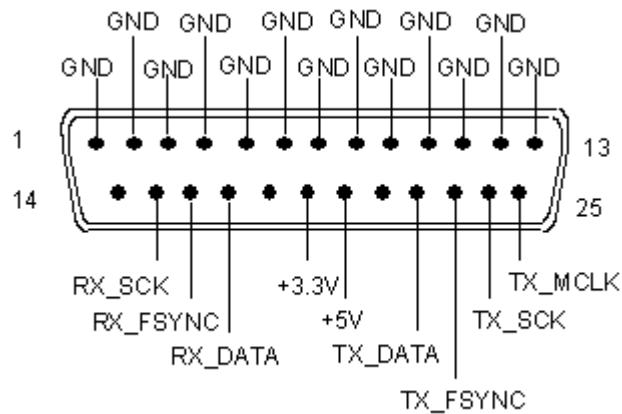 GND GND GND GND GND GND
GND GND GND GND GND GND GND
1 13
14 25
RX_SCK +3.3V TX_MCLK
RX_FSYNC +5V TX_SCK
RX_DATA TX_DATA
TX_FSYNC